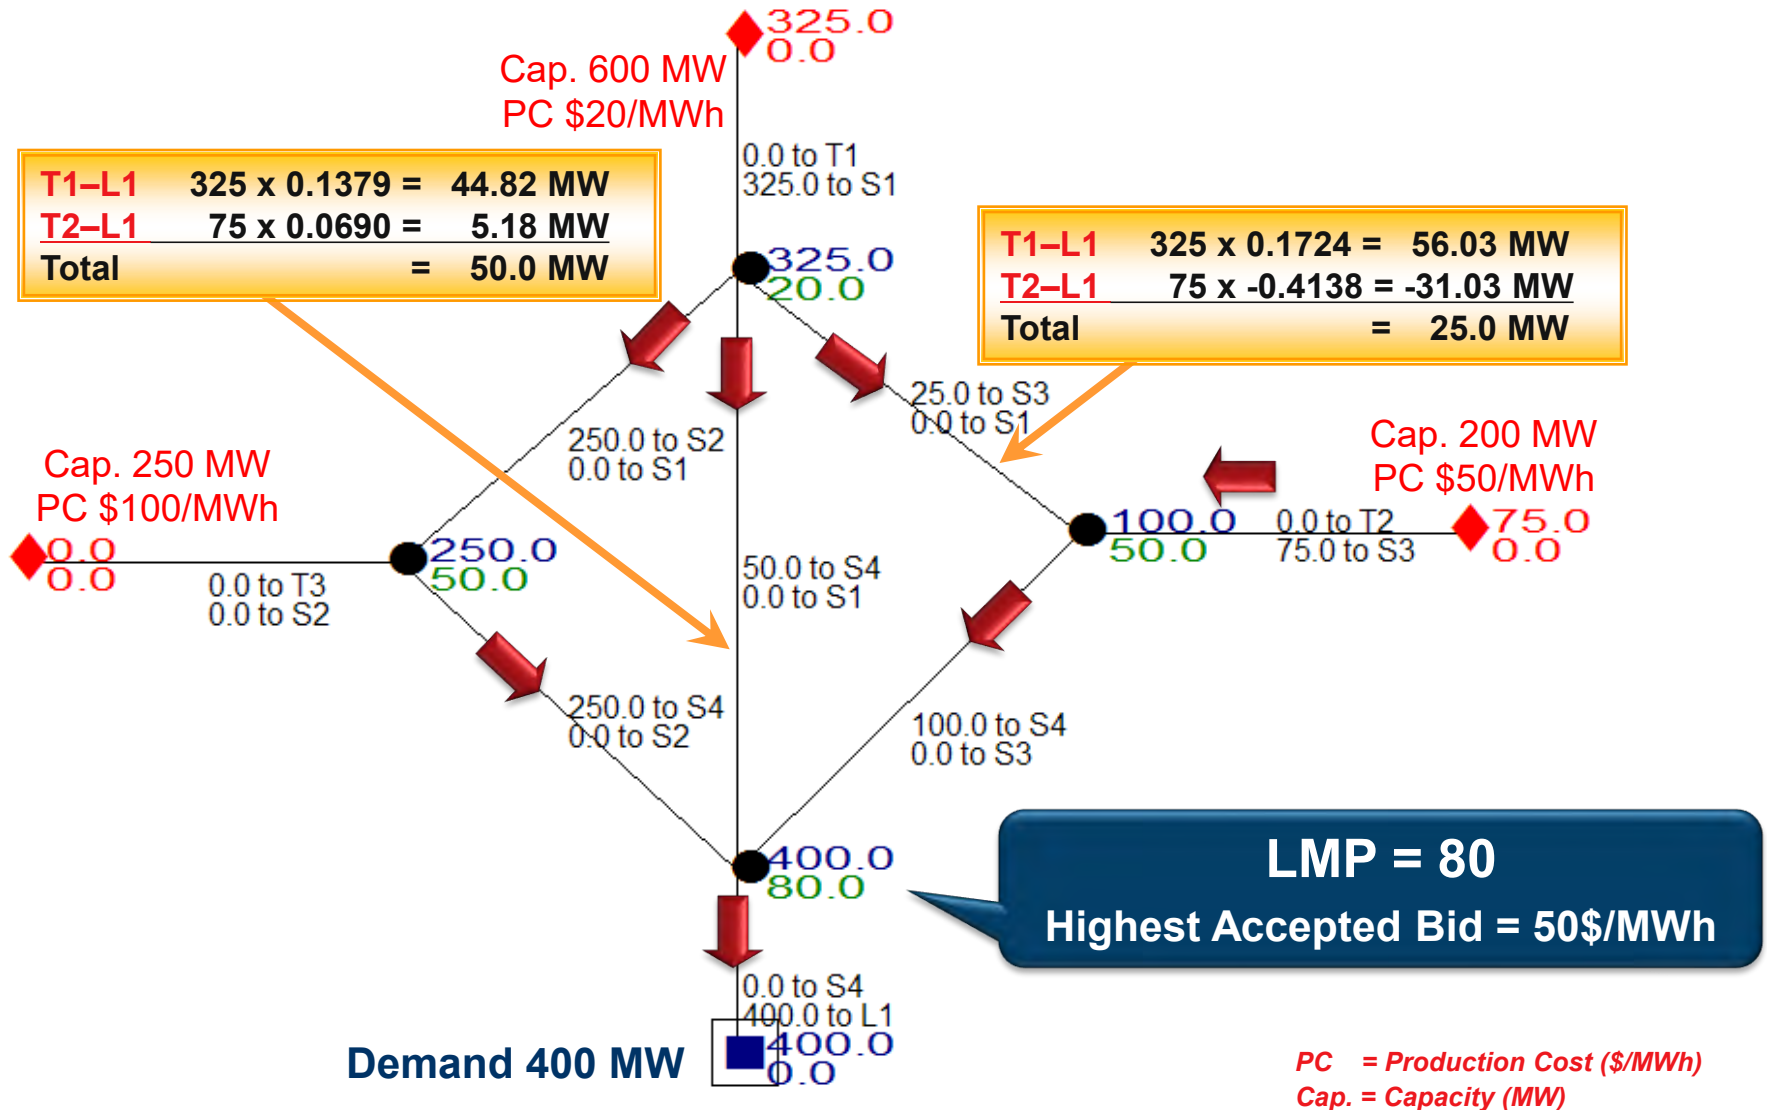 325.0
0.0
Cap. 600 MW
PC $20/MWh
0.0 to T1
325.0 to S1
T1–L1 325 x 0.1379 = 44.82 MW
T2–L1 75 x 0.0690 = 5.18 MW
Total = 50.0 MW
T1–L1 325 x 0.1724 = 56.03 MW
T2–L1 75 x -0.4138 = -31.03 MW
Total = 25.0 MW
325.0
20.0
25.0 to S3
0.0 to S1
250.0 to S2
0.0 to S1
Cap. 200 MW
PC $50/MWh
Cap. 250 MW
PC $100/MWh
0.0
0.0
0.0 to T3
0.0 to S2
250.0
50.0
50.0 to S4
0.0 to S1
100.0
50.0
0.0 to T2
75.0 to S3
75.0
0.0
250.0 to S4
0.0 to S2
100.0 to S4
0.0 to S3
400.0
80.0
LMP = 80
Highest Accepted Bid = 50$/MWh
0.0 to S4
400.0 to L1
Demand 400 MW
400.0
0.0
PC = Production Cost ($/MWh)
Cap. = Capacity (MW)